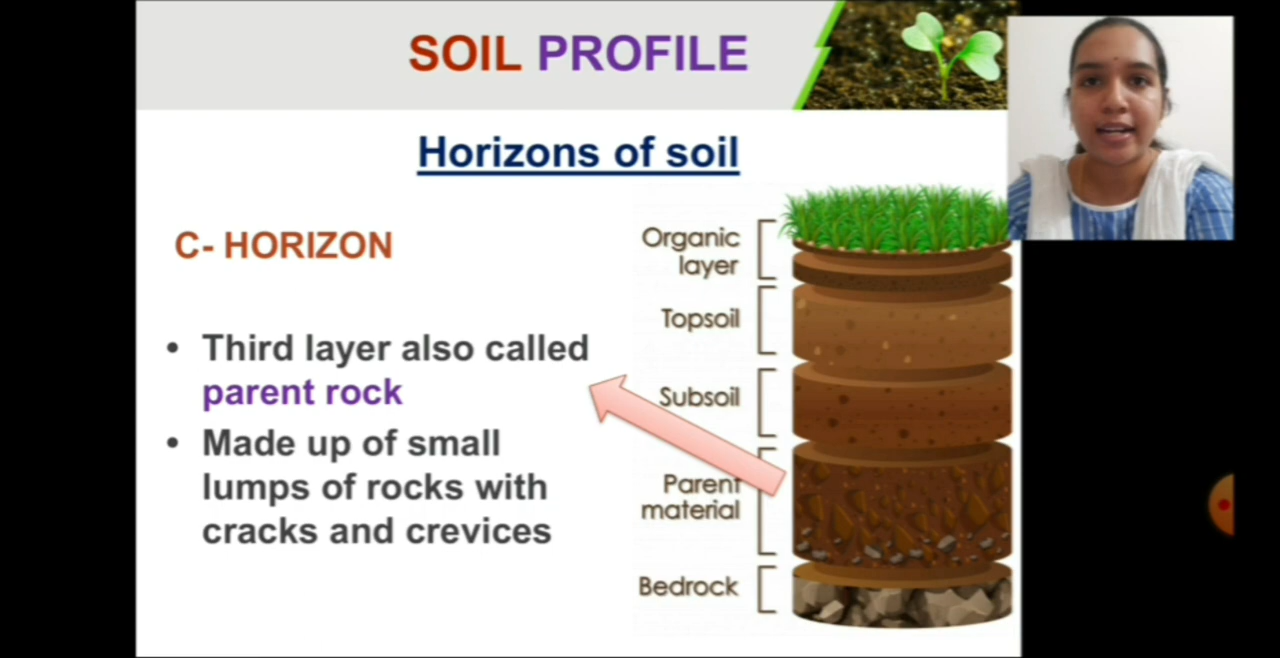 SOIL PROFILE
Horizons of soil
C- HORIZON
• Third layer also called
parent rock
• Made up of small
lumps of rocks with
cracks and crevices
Organic
layer
Topsoil
Subsoil
Parent
material
Bedrock